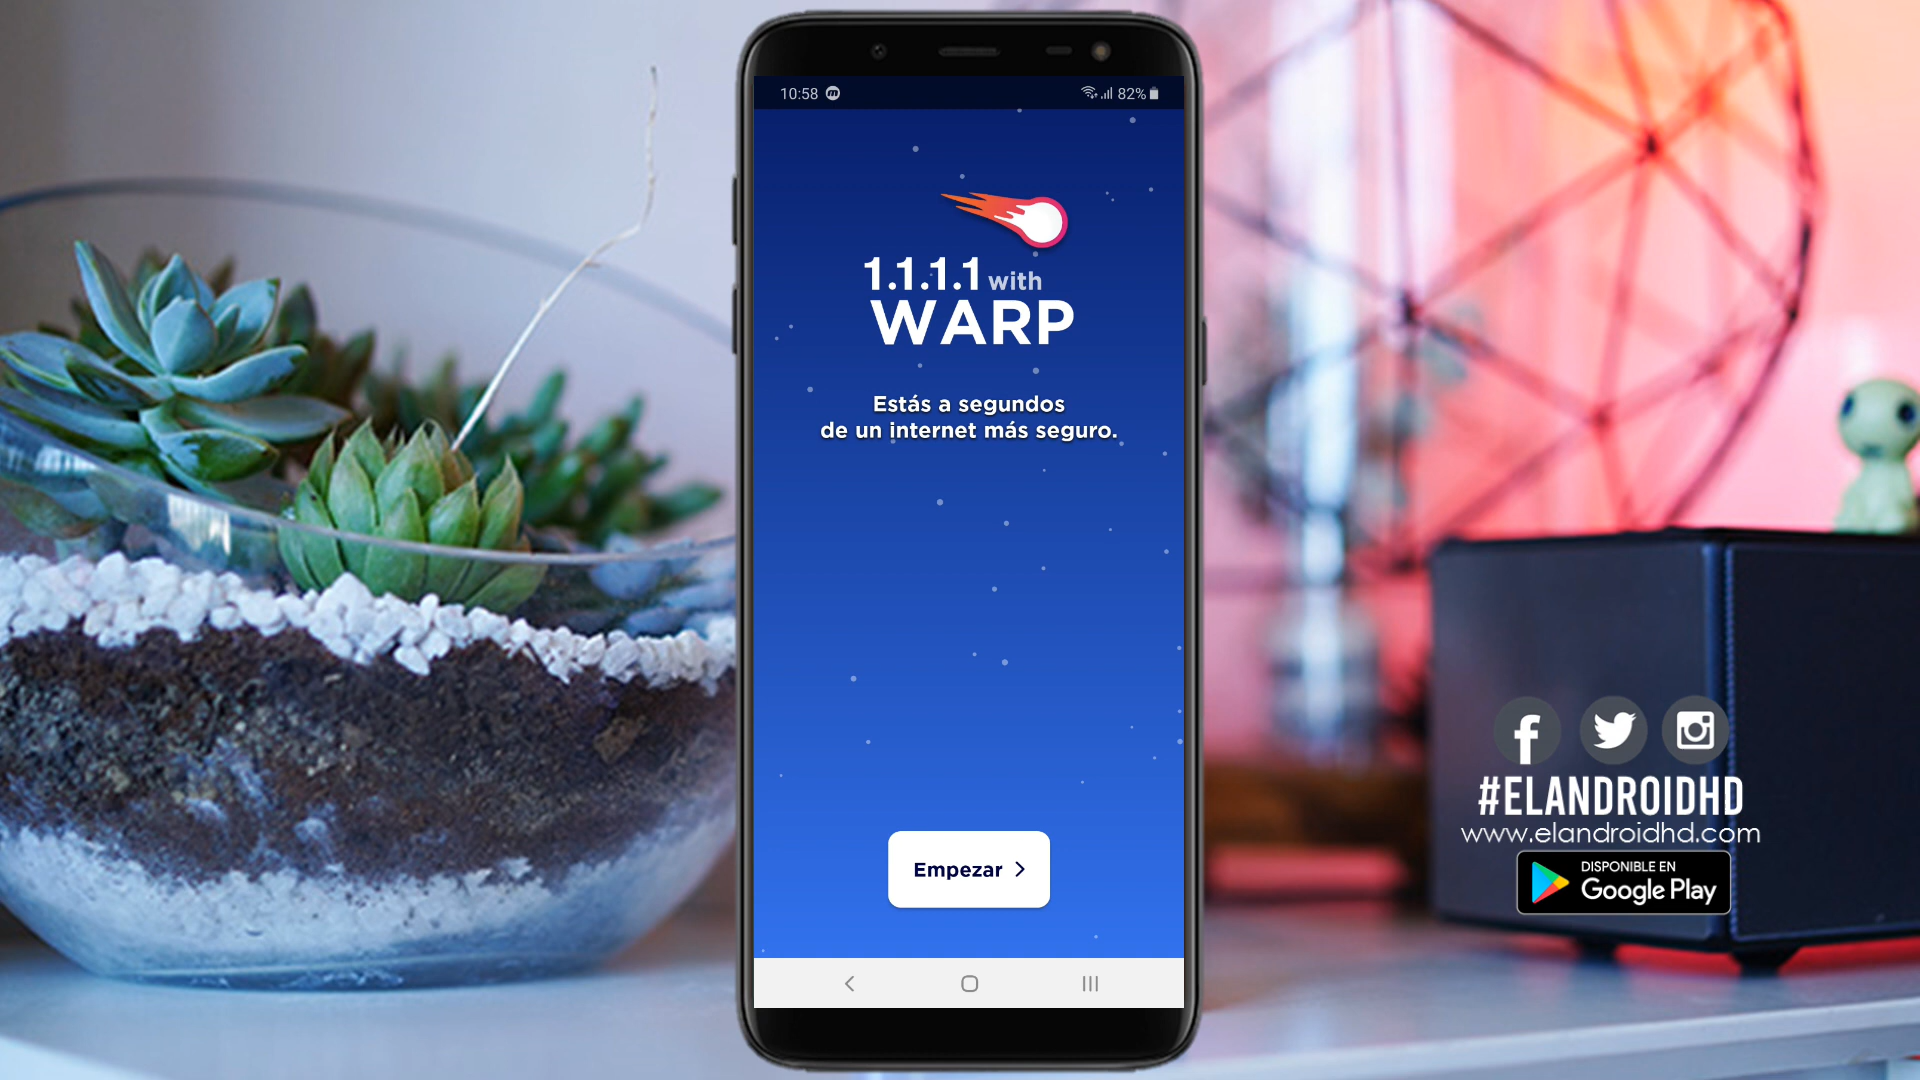 10:58
82%
1.1.1.1 with
WARP
Estás a segundos
de un internet más seguro.
Empezar
#ELANDROIDHD
www.elandroidhd.com
DISPONIBLE EN
Google Play